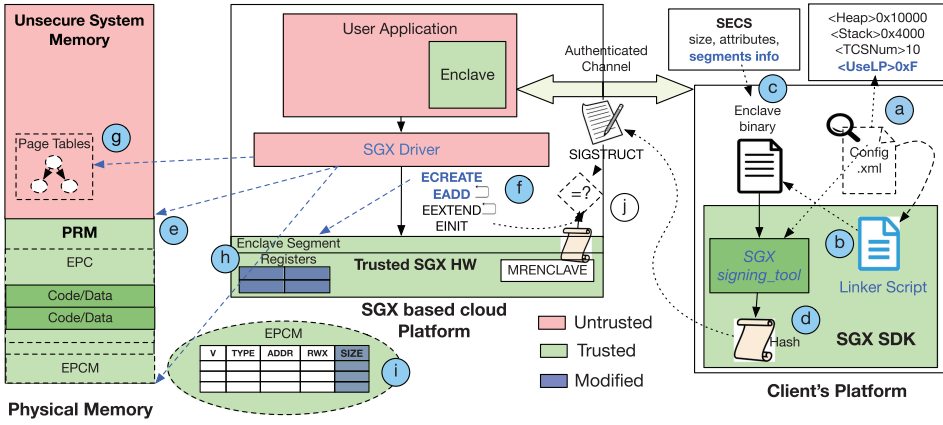 Unsecure System
Memory
Page Tables
g
PRM
e
EPC
Code/Data
Code/Data
EPCM
Physical Memory
User Application
Enclave
SGX Driver
ECREATE
EADD
EEXTEND
EINIT
f
Enclave Segment
Registers
h
Trusted SGX HW
MRENCLAVE
SGX based cloud
Platform
EPCM
V TYPE ADDR RWX SIZE
i
Untrusted
Trusted
Modified
Authenticated
Channel
SIGSTRUCT
=?
j
SECS
size, attributes,
segments info
c
Enclave
binary
<Heap>0x10000
<Stack>0x4000
<TCSNum>10
<UseLP>0xF
a
Config
.xml
b
SGX
signing_tool
Linker Script
d
Hash
SGX SDK
Client's Platform